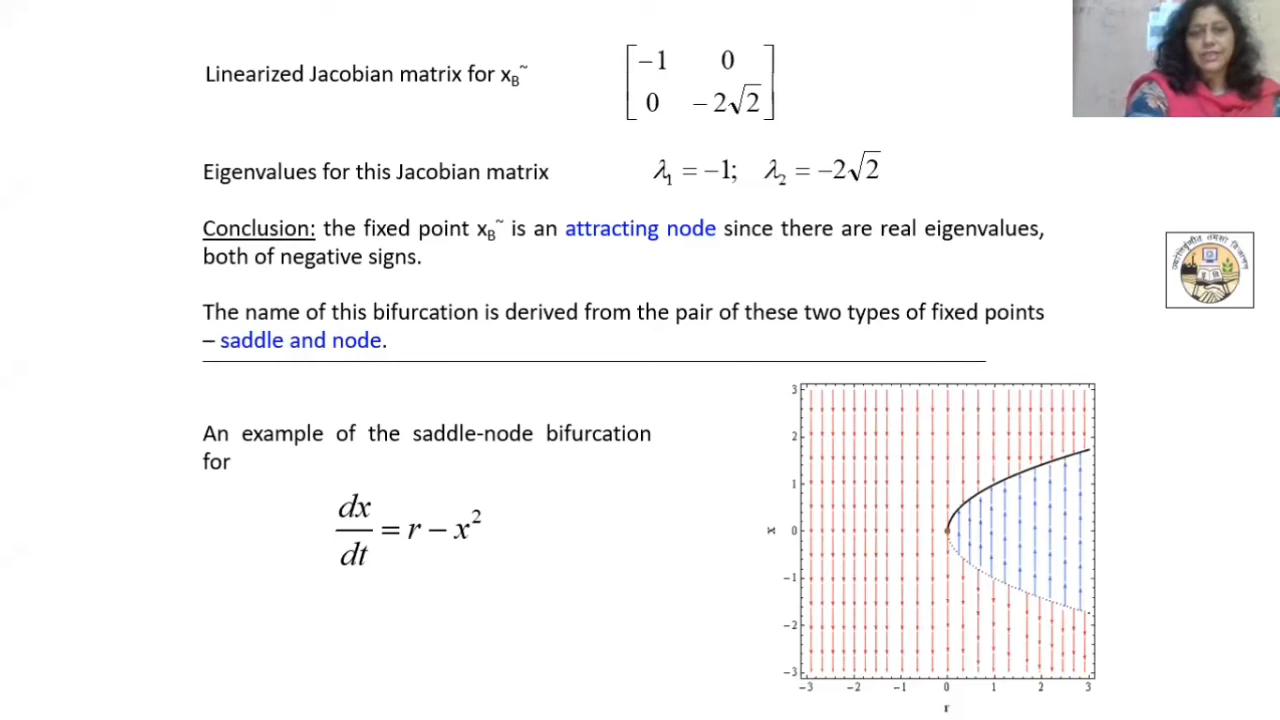 Linearized Jacobian matrix for x_B~
[ −1 0
0 −2√2 ]
Eigenvalues for this Jacobian matrix λ₁ = −1; λ₂ = −2√2
Conclusion: the fixed point x_B~ is an attracting node since there are real eigenvalues,
both of negative signs.
The name of this bifurcation is derived from the pair of these two types of fixed points
– saddle and node.
An example of the saddle-node bifurcation
for
dx/dt = r − x²
3
2
1
x 0
−1
−2
−3
−3 −2 −1 0 1 2 3
r